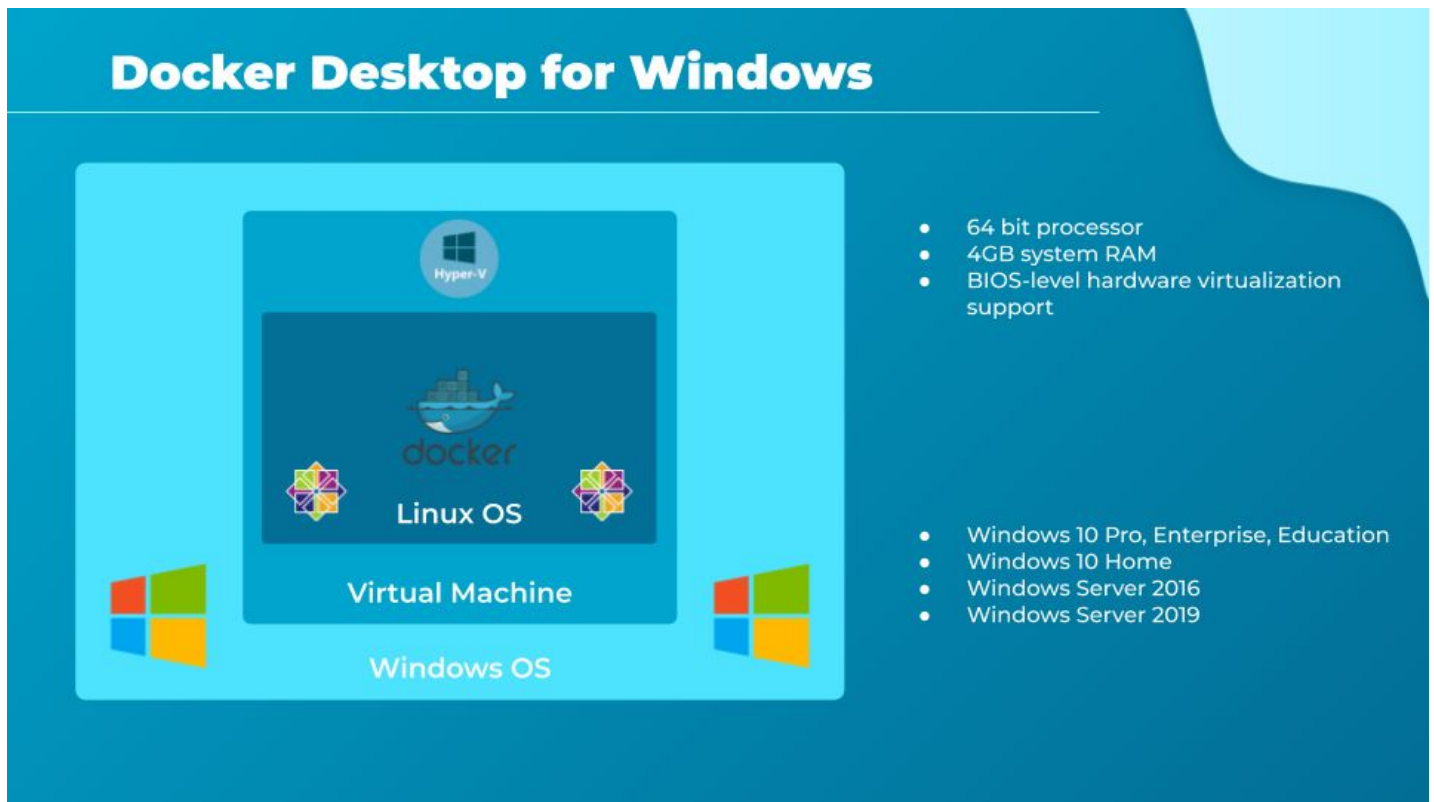 Docker Desktop for Windows
Hyper-V
docker
Linux OS
Virtual Machine
Windows OS
● 64 bit processor
● 4GB system RAM
● BIOS-level hardware virtualization
support
● Windows 10 Pro, Enterprise, Education
● Windows 10 Home
● Windows Server 2016
● Windows Server 2019